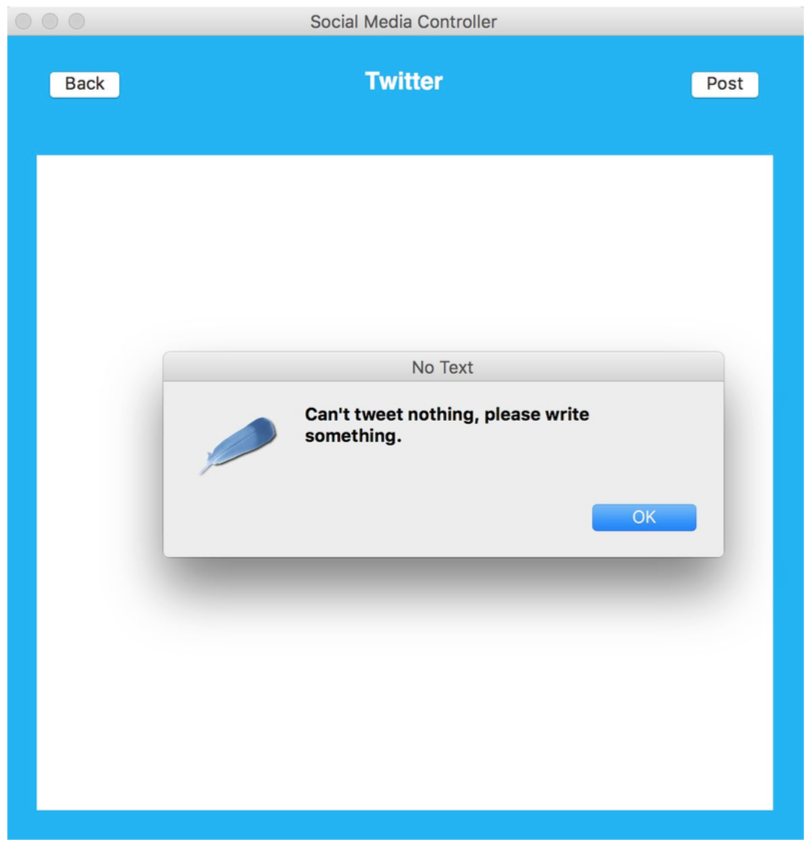 Social Media Controller
Back
Twitter
Post
No Text
Can't tweet nothing, please write
something.
OK